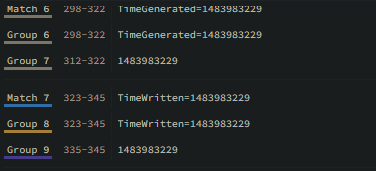 Match 6 298-322 TimeGenerated=1483983229
Group 6 298-322 TimeGenerated=1483983229
Group 7 312-322 1483983229
Match 7 323-345 TimeWritten=1483983229
Group 8 323-345 TimeWritten=1483983229
Group 9 335-345 1483983229